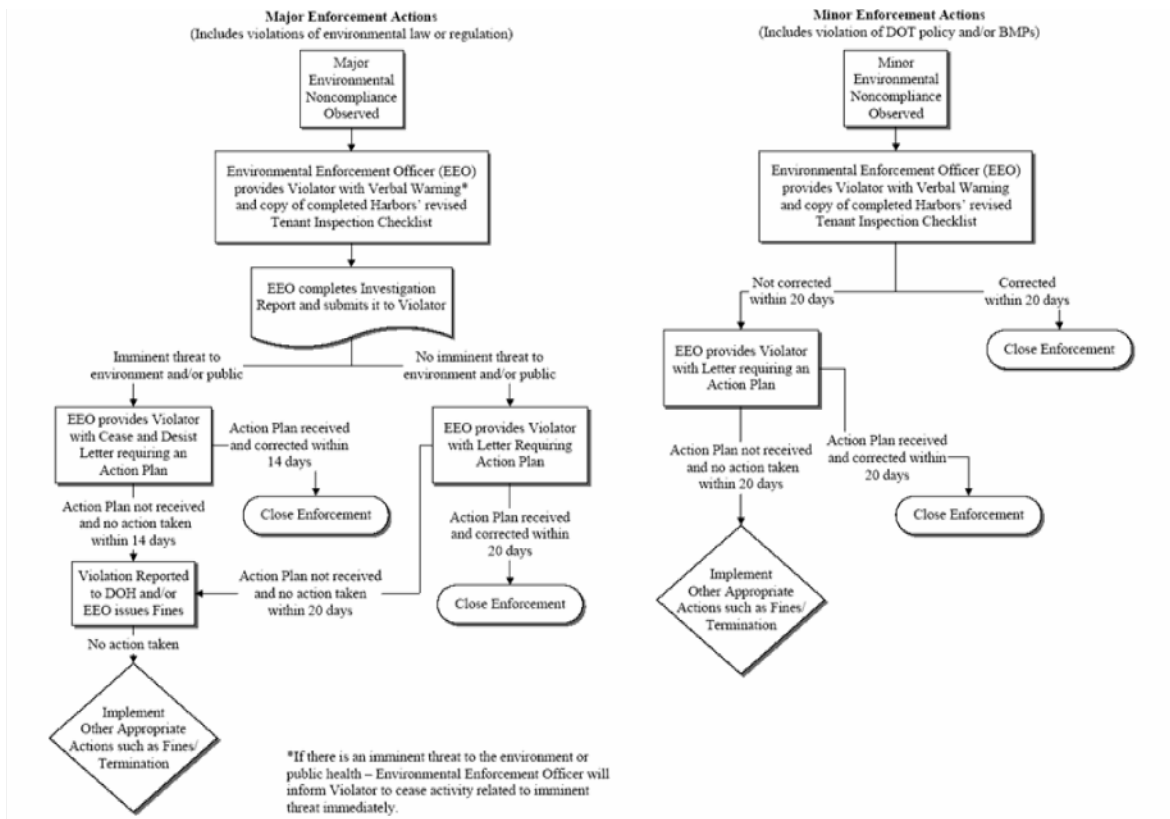 Major Enforcement Actions
(Includes violations of environmental law or regulation)
Major
Environmental
Noncompliance
Observed
Environmental Enforcement Officer (EEO)
provides Violator with Verbal Warning*
and copy of completed Harbors' revised
Tenant Inspection Checklist
EEO completes Investigation
Report and submits it to Violator
Imminent threat to
environment and/or public
No imminent threat to
environment and/or public
EEO provides Violator
with Cease and Desist
Letter requiring an
Action Plan
Action Plan received
and corrected within
14 days
EEO provides Violator
with Letter Requiring
Action Plan
Close Enforcement
Action Plan not received
and no action taken
within 14 days
Action Plan received
and corrected within
20 days
Violation Reported
to DOH and/or
EEO issues Fines
Action Plan not received
and no action taken
within 20 days
Close Enforcement
No action taken
Implement
Other Appropriate
Actions such as Fines/
Termination
*If there is an imminent threat to the environment or
public health – Environmental Enforcement Officer will
inform Violator to cease activity related to imminent
threat immediately.
Minor Enforcement Actions
(Includes violation of DOT policy and/or BMPs)
Minor
Environmental
Noncompliance
Observed
Environmental Enforcement Officer (EEO)
provides Violator with Verbal Warning
and copy of completed Harbors' revised
Tenant Inspection Checklist
Not corrected
within 20 days
Corrected
within 20 days
EEO provides Violator
with Letter requiring an
Action Plan
Close Enforcement
Action Plan not received
and no action taken
within 20 days
Action Plan received
and corrected within
20 days
Close Enforcement
Implement
Other Appropriate
Actions such as Fines/
Termination